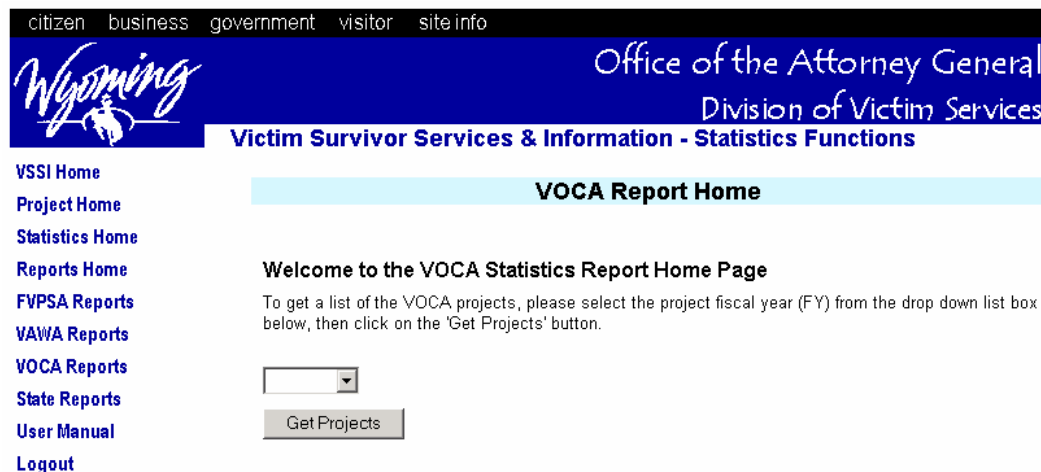 citizen business government visitor site info
Wyoming
Office of the Attorney General
Division of Victim Services
Victim Survivor Services & Information - Statistics Functions
VSSI Home
Project Home
Statistics Home
Reports Home
FVPSA Reports
VAWA Reports
VOCA Reports
State Reports
User Manual
Logout
VOCA Report Home
Welcome to the VOCA Statistics Report Home Page
To get a list of the VOCA projects, please select the project fiscal year (FY) from the drop down list box
below, then click on the 'Get Projects' button.
Get Projects